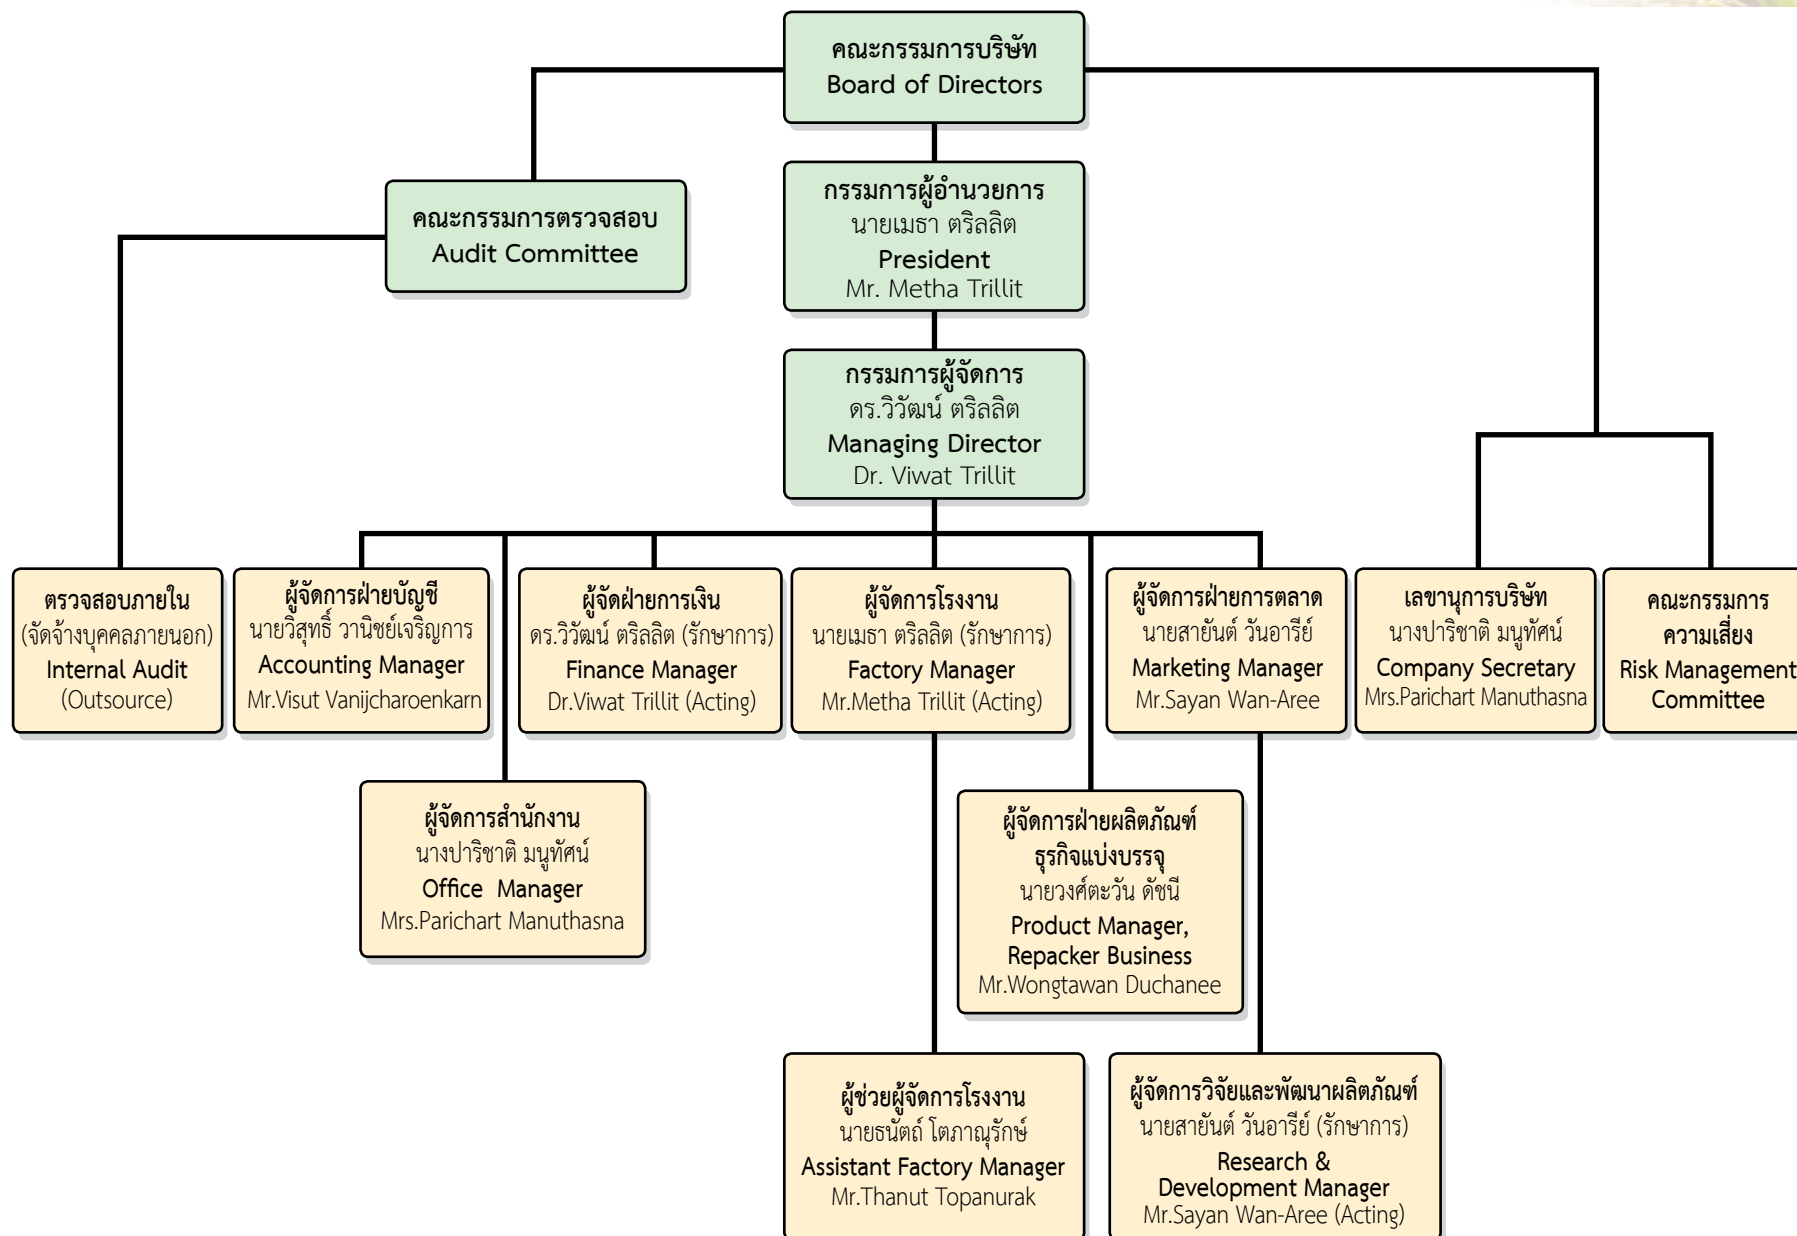 คณะกรรมการบริษัท
Board of Directors
คณะกรรมการตรวจสอบ
Audit Committee
กรรมการผู้อำนวยการ
นายเมธา ตริลลิต
President
Mr. Metha Trillit
กรรมการผู้จัดการ
ดร.วิวัฒน์ ตริลลิต
Managing Director
Dr. Viwat Trillit
ตรวจสอบภายใน
(จัดจ้างบุคคลภายนอก)
Internal Audit
(Outsource)
ผู้จัดการฝ่ายบัญชี
นายวิสุทธิ์ วานิชย์เจริญการ
Accounting Manager
Mr.Visut Vanijcharoenkarn
ผู้จัดฝ่ายการเงิน
ดร.วิวัฒน์ ตริลลิต (รักษาการ)
Finance Manager
Dr.Viwat Trillit (Acting)
ผู้จัดการโรงงาน
นายเมธา ตริลลิต (รักษาการ)
Factory Manager
Mr.Metha Trillit (Acting)
ผู้จัดการฝ่ายการตลาด
นายสายันต์ วันอารีย์
Marketing Manager
Mr.Sayan Wan-Aree
เลขานุการบริษัท
นางปาริชาติ มนูทัศน์
Company Secretary
Mrs.Parichart Manuthasna
คณะกรรมการ
ความเสี่ยง
Risk Management
Committee
ผู้จัดการสำนักงาน
นางปาริชาติ มนูทัศน์
Office Manager
Mrs.Parichart Manuthasna
ผู้จัดการฝ่ายผลิตภัณฑ์
ธุรกิจแบ่งบรรจุ
นายวงศ์ตะวัน ดัชนี
Product Manager,
Repacker Business
Mr.Wongtawan Duchanee
ผู้ช่วยผู้จัดการโรงงาน
นายธนัตถ์ โตภาณุรักษ์
Assistant Factory Manager
Mr.Thanut Topanurak
ผู้จัดการวิจัยและพัฒนาผลิตภัณฑ์
นายสายันต์ วันอารีย์ (รักษาการ)
Research &
Development Manager
Mr.Sayan Wan-Aree (Acting)